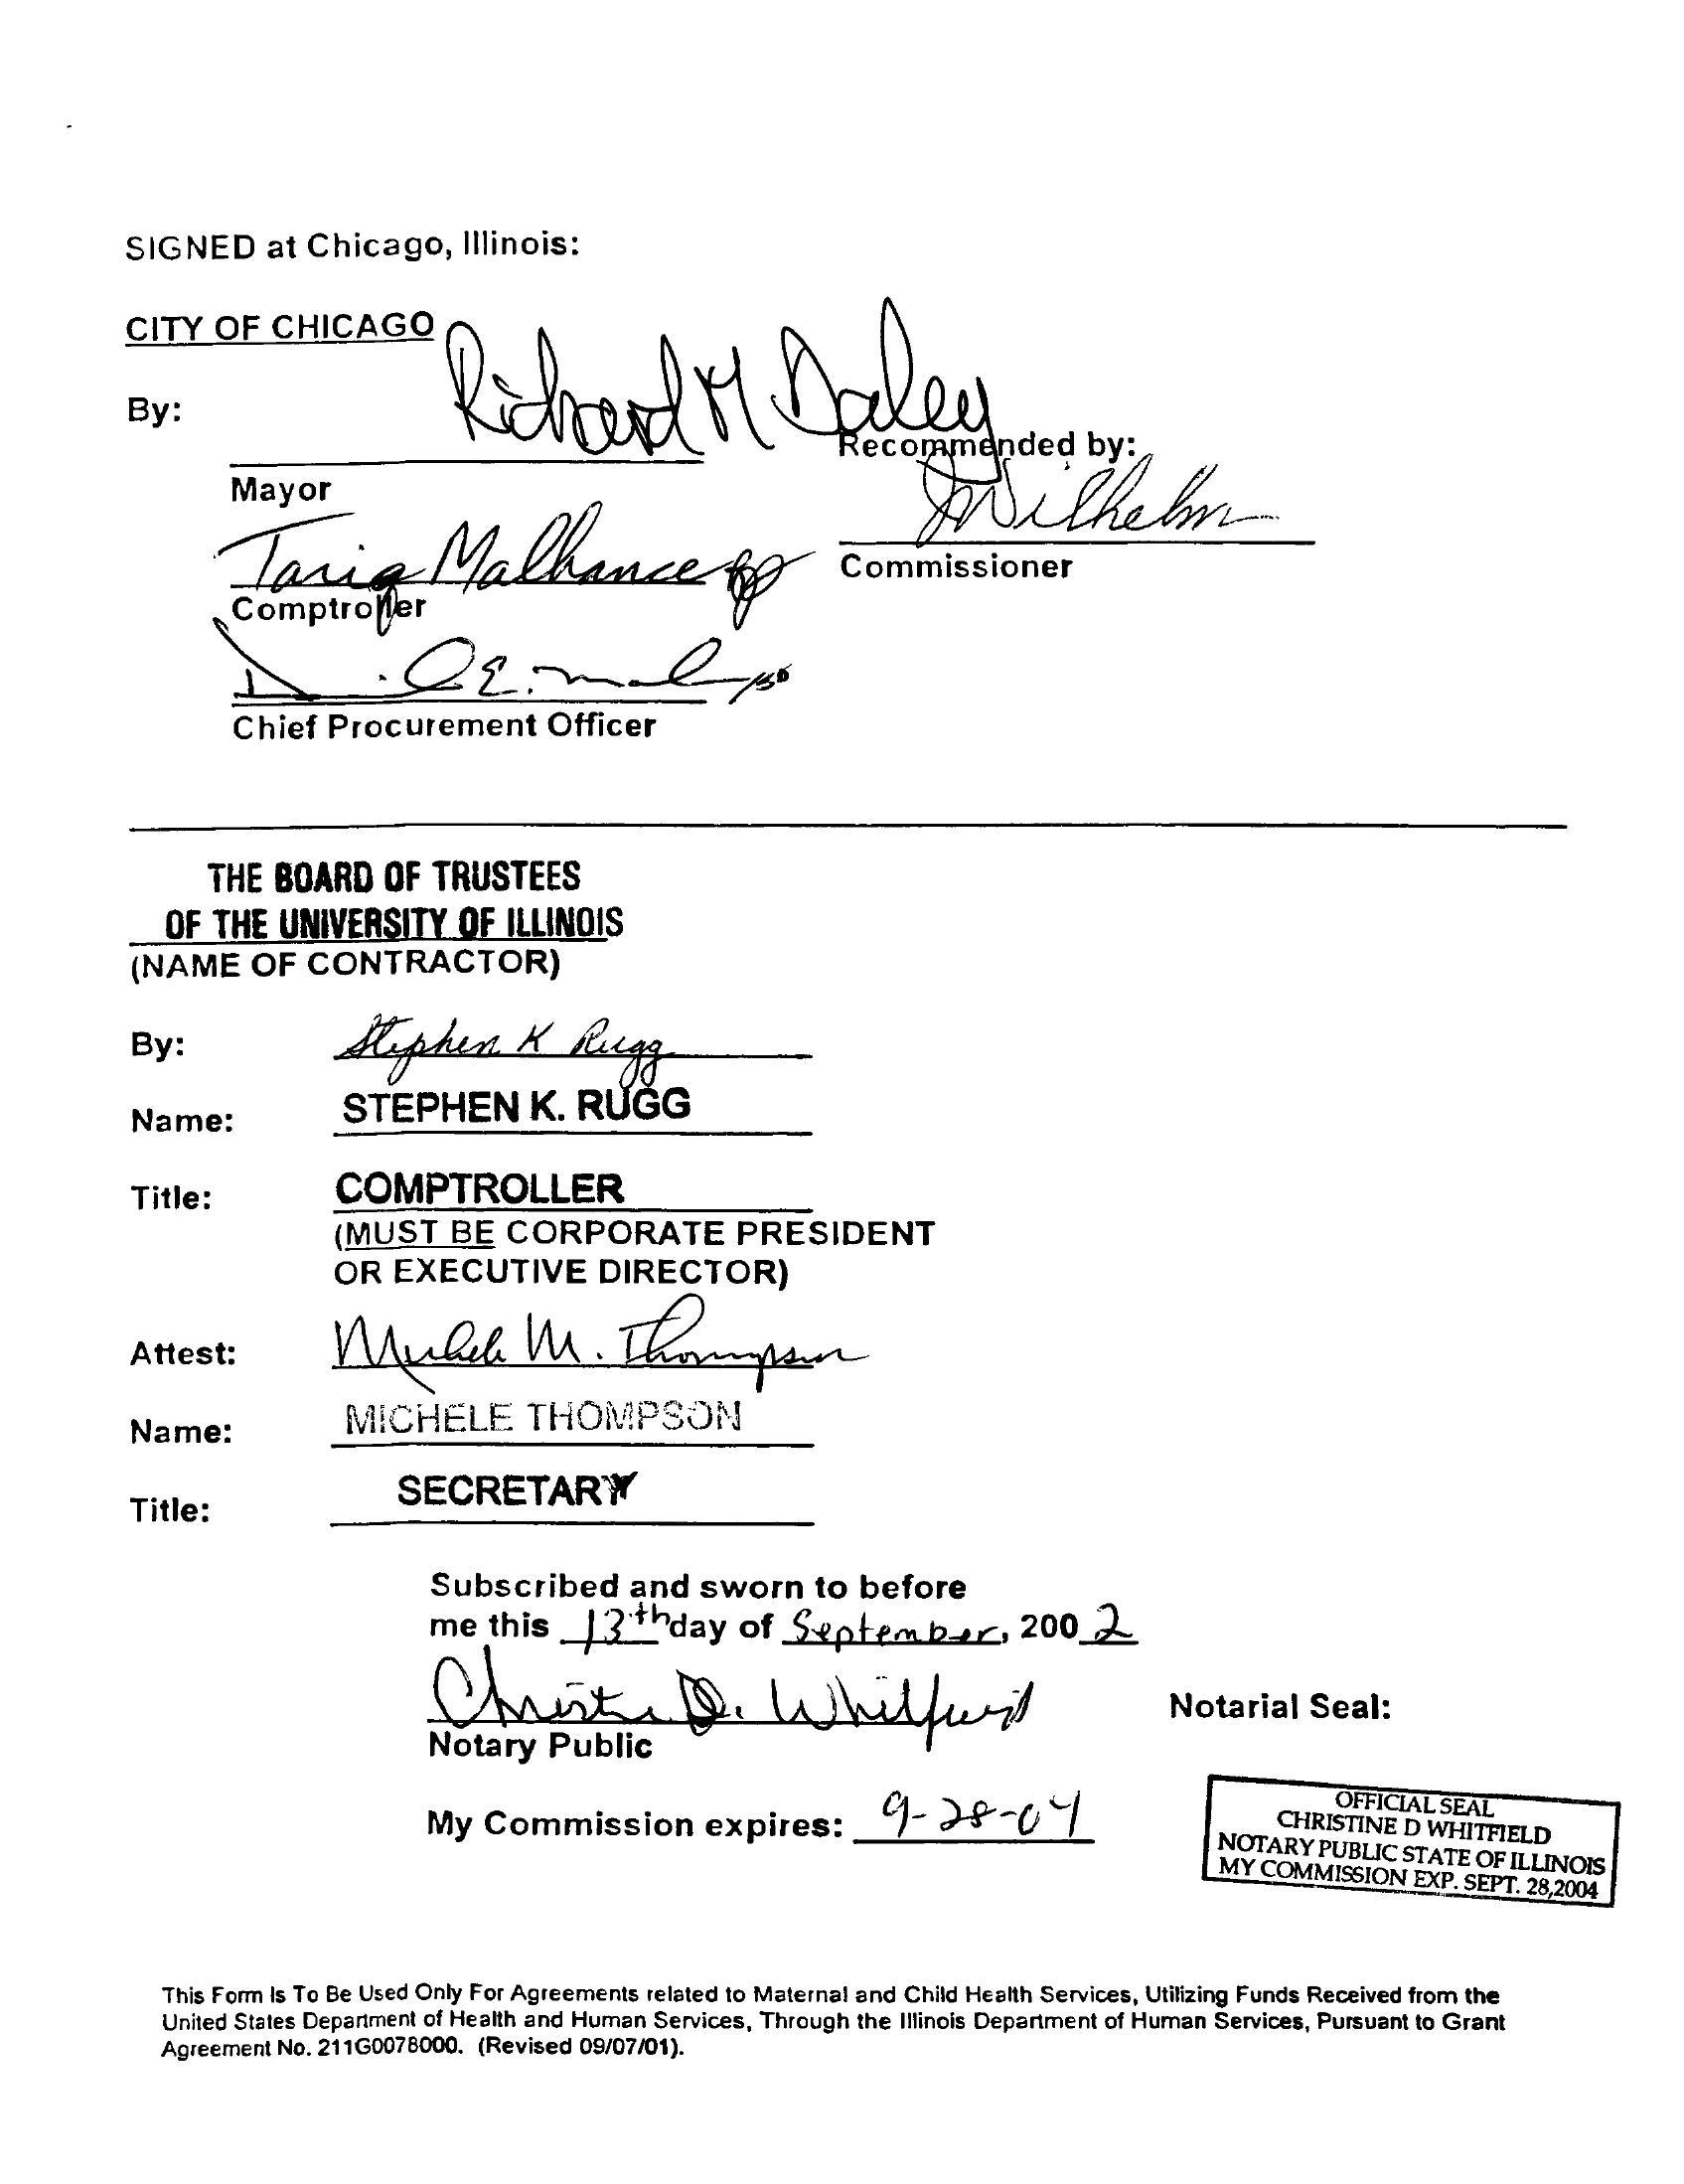 SIGNED at Chicago, Illinois:
CITY OF CHICAGO
By: Richard M Daley
Recommended by:
Mayor
J Wilhelm
Tariq Malhance
Commissioner
Comptroller
E.
Chief Procurement Officer
THE BOARD OF TRUSTEES
OF THE UNIVERSITY OF ILLINOIS
(NAME OF CONTRACTOR)
By: Stephen K Rugg
Name: STEPHEN K. RUGG
Title: COMPTROLLER
(MUST BE CORPORATE PRESIDENT
OR EXECUTIVE DIRECTOR)
Attest: Michele M. Thompson
Name: MICHELE THOMPSON
Title: SECRETARY
Subscribed and sworn to before
me this 13th day of September, 2002
Christine D. Whitfield
Notarial Seal:
Notary Public
My Commission expires: 9-28-04
OFFICIAL SEAL
CHRISTINE D WHITFIELD
NOTARY PUBLIC STATE OF ILLINOIS
MY COMMISSION EXP. SEPT. 28,2004
This Form Is To Be Used Only For Agreements related to Maternal and Child Health Services, Utilizing Funds Received from the
United States Department of Health and Human Services, Through the Illinois Department of Human Services, Pursuant to Grant
Agreement No. 211G0078000. (Revised 09/07/01).